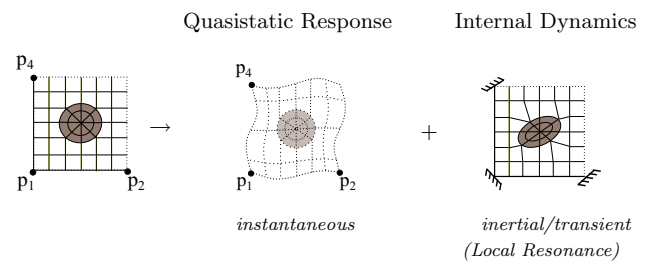 Quasistatic Response
Internal Dynamics
p4
p1
p2
→
p4
p1
p2
+
instantaneous
inertial/transient
(Local Resonance)